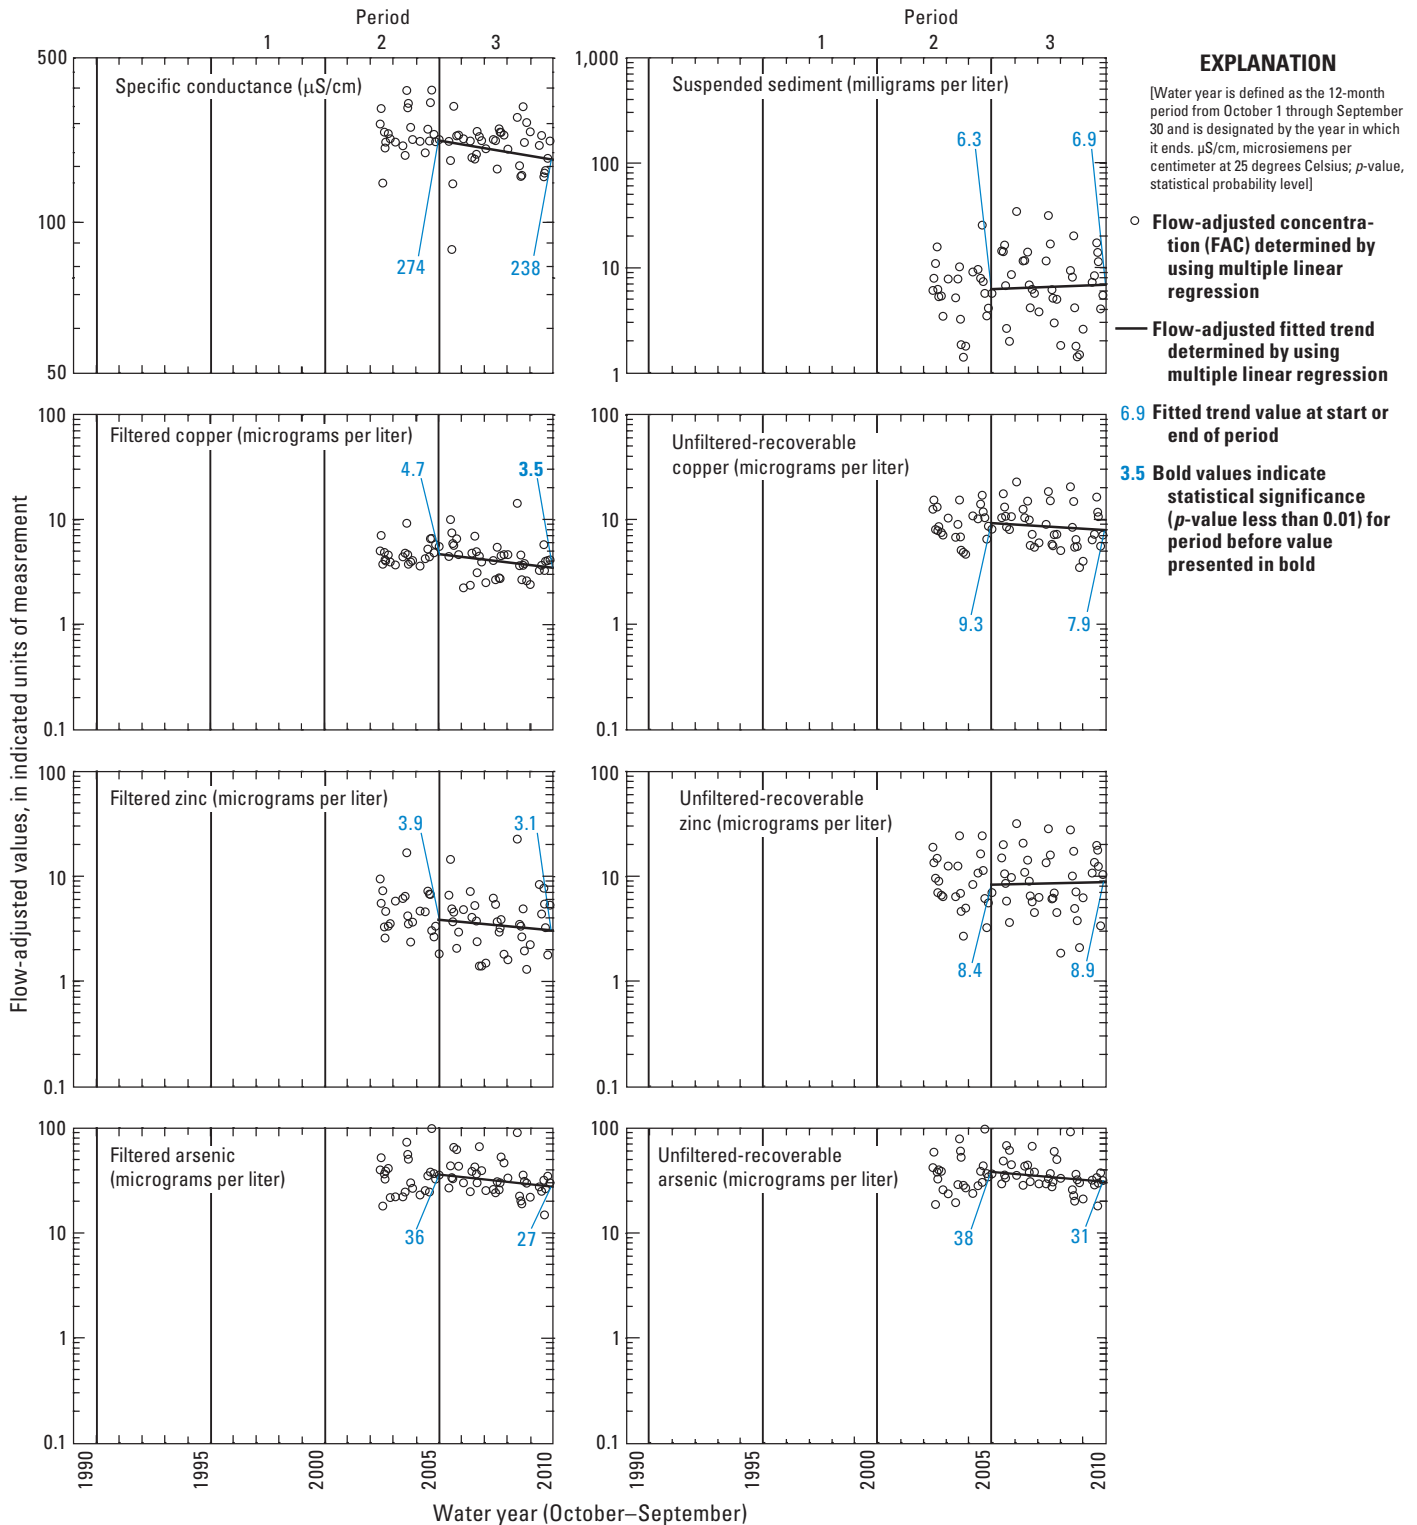 Period
1 2 3
Period
1 2 3
500
100
50
Specific conductance (µS/cm)
274
238
1,000
100
10
1
Suspended sediment (milligrams per liter)
6.3
6.9
100
10
1
0.1
Filtered copper (micrograms per liter)
4.7
3.5
100
10
1
0.1
Unfiltered-recoverable
copper (micrograms per liter)
9.3
7.9
100
10
1
0.1
Filtered zinc (micrograms per liter)
3.9
3.1
100
10
1
0.1
Unfiltered-recoverable
zinc (micrograms per liter)
8.4
8.9
100
10
1
0.1
Filtered arsenic
(micrograms per liter)
36
27
100
10
1
0.1
Unfiltered-recoverable
arsenic (micrograms per liter)
38
31
1990 1995 2000 2005 2010
1990 1995 2000 2005 2010
Water year (October–September)
Flow-adjusted values, in indicated units of measrement
EXPLANATION
[Water year is defined as the 12-month
period from October 1 through September
30 and is designated by the year in which
it ends. µS/cm, microsiemens per
centimeter at 25 degrees Celsius; p-value,
statistical probability level]
Flow-adjusted concentra-
tion (FAC) determined by
using multiple linear
regression
Flow-adjusted fitted trend
determined by using
multiple linear regression
6.9 Fitted trend value at start or
end of period
3.5 Bold values indicate
statistical significance
(p-value less than 0.01) for
period before value
presented in bold